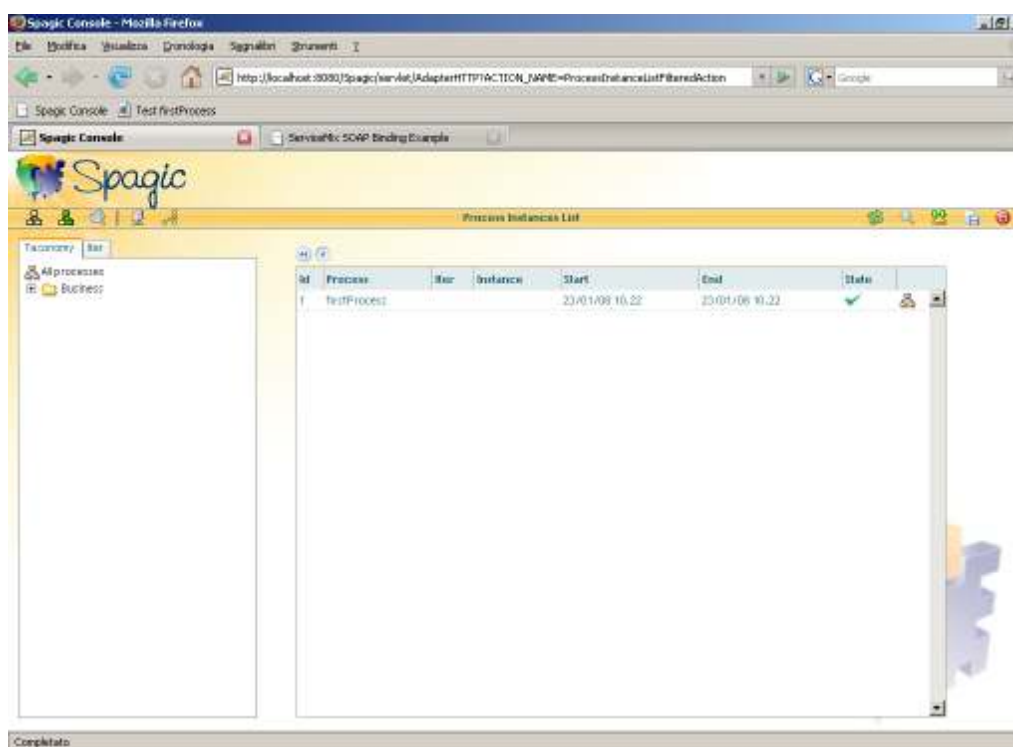 Spagic Console - Mozilla Firefox
File Modifica Visualizza Cronologia Segnalibri Strumenti ?
http://localhost:8080/Spagic/servlet/AdapterHTTP?ACTION_NAME=ProcessInstanceListFilteredAction Google
Spagic Console Test firstProcess
Spagic Console ServiceMix SOAP Binding Example
Spagic
Process Instances List
Taxonomy Iter
All processes
Business
Id Process Iter Instance Start End State
1 firstProcess 23/01/08 10.22 23/01/08 10.22
Completato